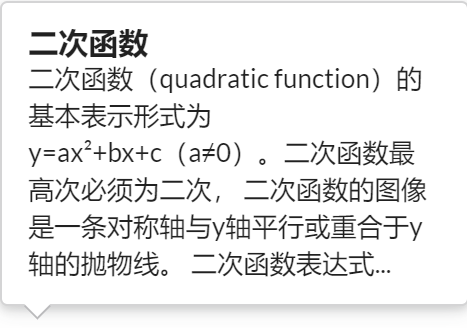 二次函数
二次函数（quadratic function）的
基本表示形式为
y=ax²+bx+c（a≠0）。二次函数最
高次必须为二次， 二次函数的图像
是一条对称轴与y轴平行或重合于y
轴的抛物线。 二次函数表达式...